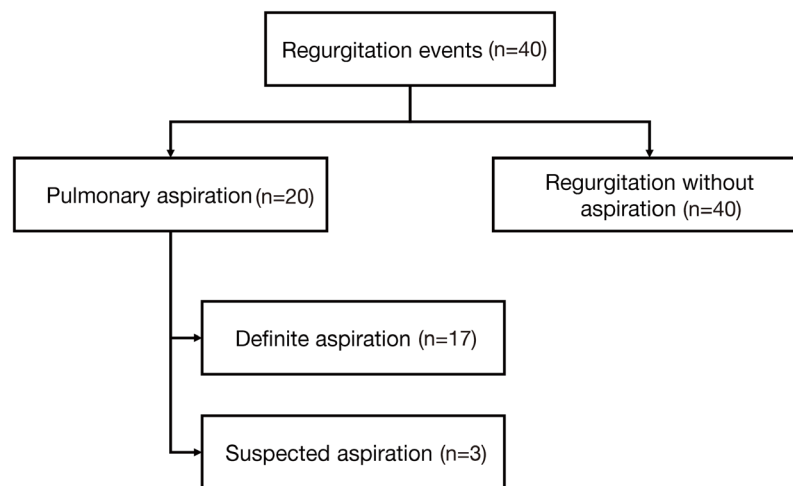 Regurgitation events (n=40)
Pulmonary aspiration (n=20)
Regurgitation without
aspiration (n=40)
Definite aspiration (n=17)
Suspected aspiration (n=3)